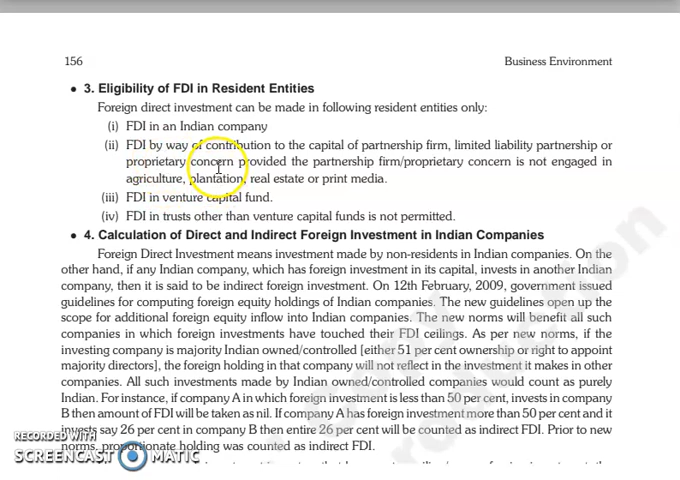 156
Business Environment
• 3. Eligibility of FDI in Resident Entities
Foreign direct investment can be made in following resident entities only:
(i) FDI in an Indian company
(ii) FDI by way of contribution to the capital of partnership firm, limited liability partnership or
proprietary concern provided the partnership firm/proprietary concern is not engaged in
agriculture, plantation, real estate or print media.
(iii) FDI in venture capital fund.
(iv) FDI in trusts other than venture capital funds is not permitted.
• 4. Calculation of Direct and Indirect Foreign Investment in Indian Companies
Foreign Direct Investment means investment made by non-residents in Indian companies. On the
other hand, if any Indian company, which has foreign investment in its capital, invests in another Indian
company, then it is said to be indirect foreign investment. On 12th February, 2009, government issued
guidelines for computing foreign equity holdings of Indian companies. The new guidelines open up the
scope for additional foreign equity inflow into Indian companies. The new norms will benefit all such
companies in which foreign investments have touched their FDI ceilings. As per new norms, if the
investing company is majority Indian owned/controlled [either 51 per cent ownership or right to appoint
majority directors], the foreign holding in that company will not reflect in the investment it makes in other
companies. All such investments made by Indian owned/controlled companies would count as purely
Indian. For instance, if company A in which foreign investment is less than 50 per cent, invests in company
B then amount of FDI will be taken as nil. If company A has foreign investment more than 50 per cent and it
invests say 26 per cent in company B then entire 26 per cent will be counted as indirect FDI. Prior to new
norms, proportionate holding was counted as indirect FDI.
RECORDED WITH
SCREENCAST MATIC